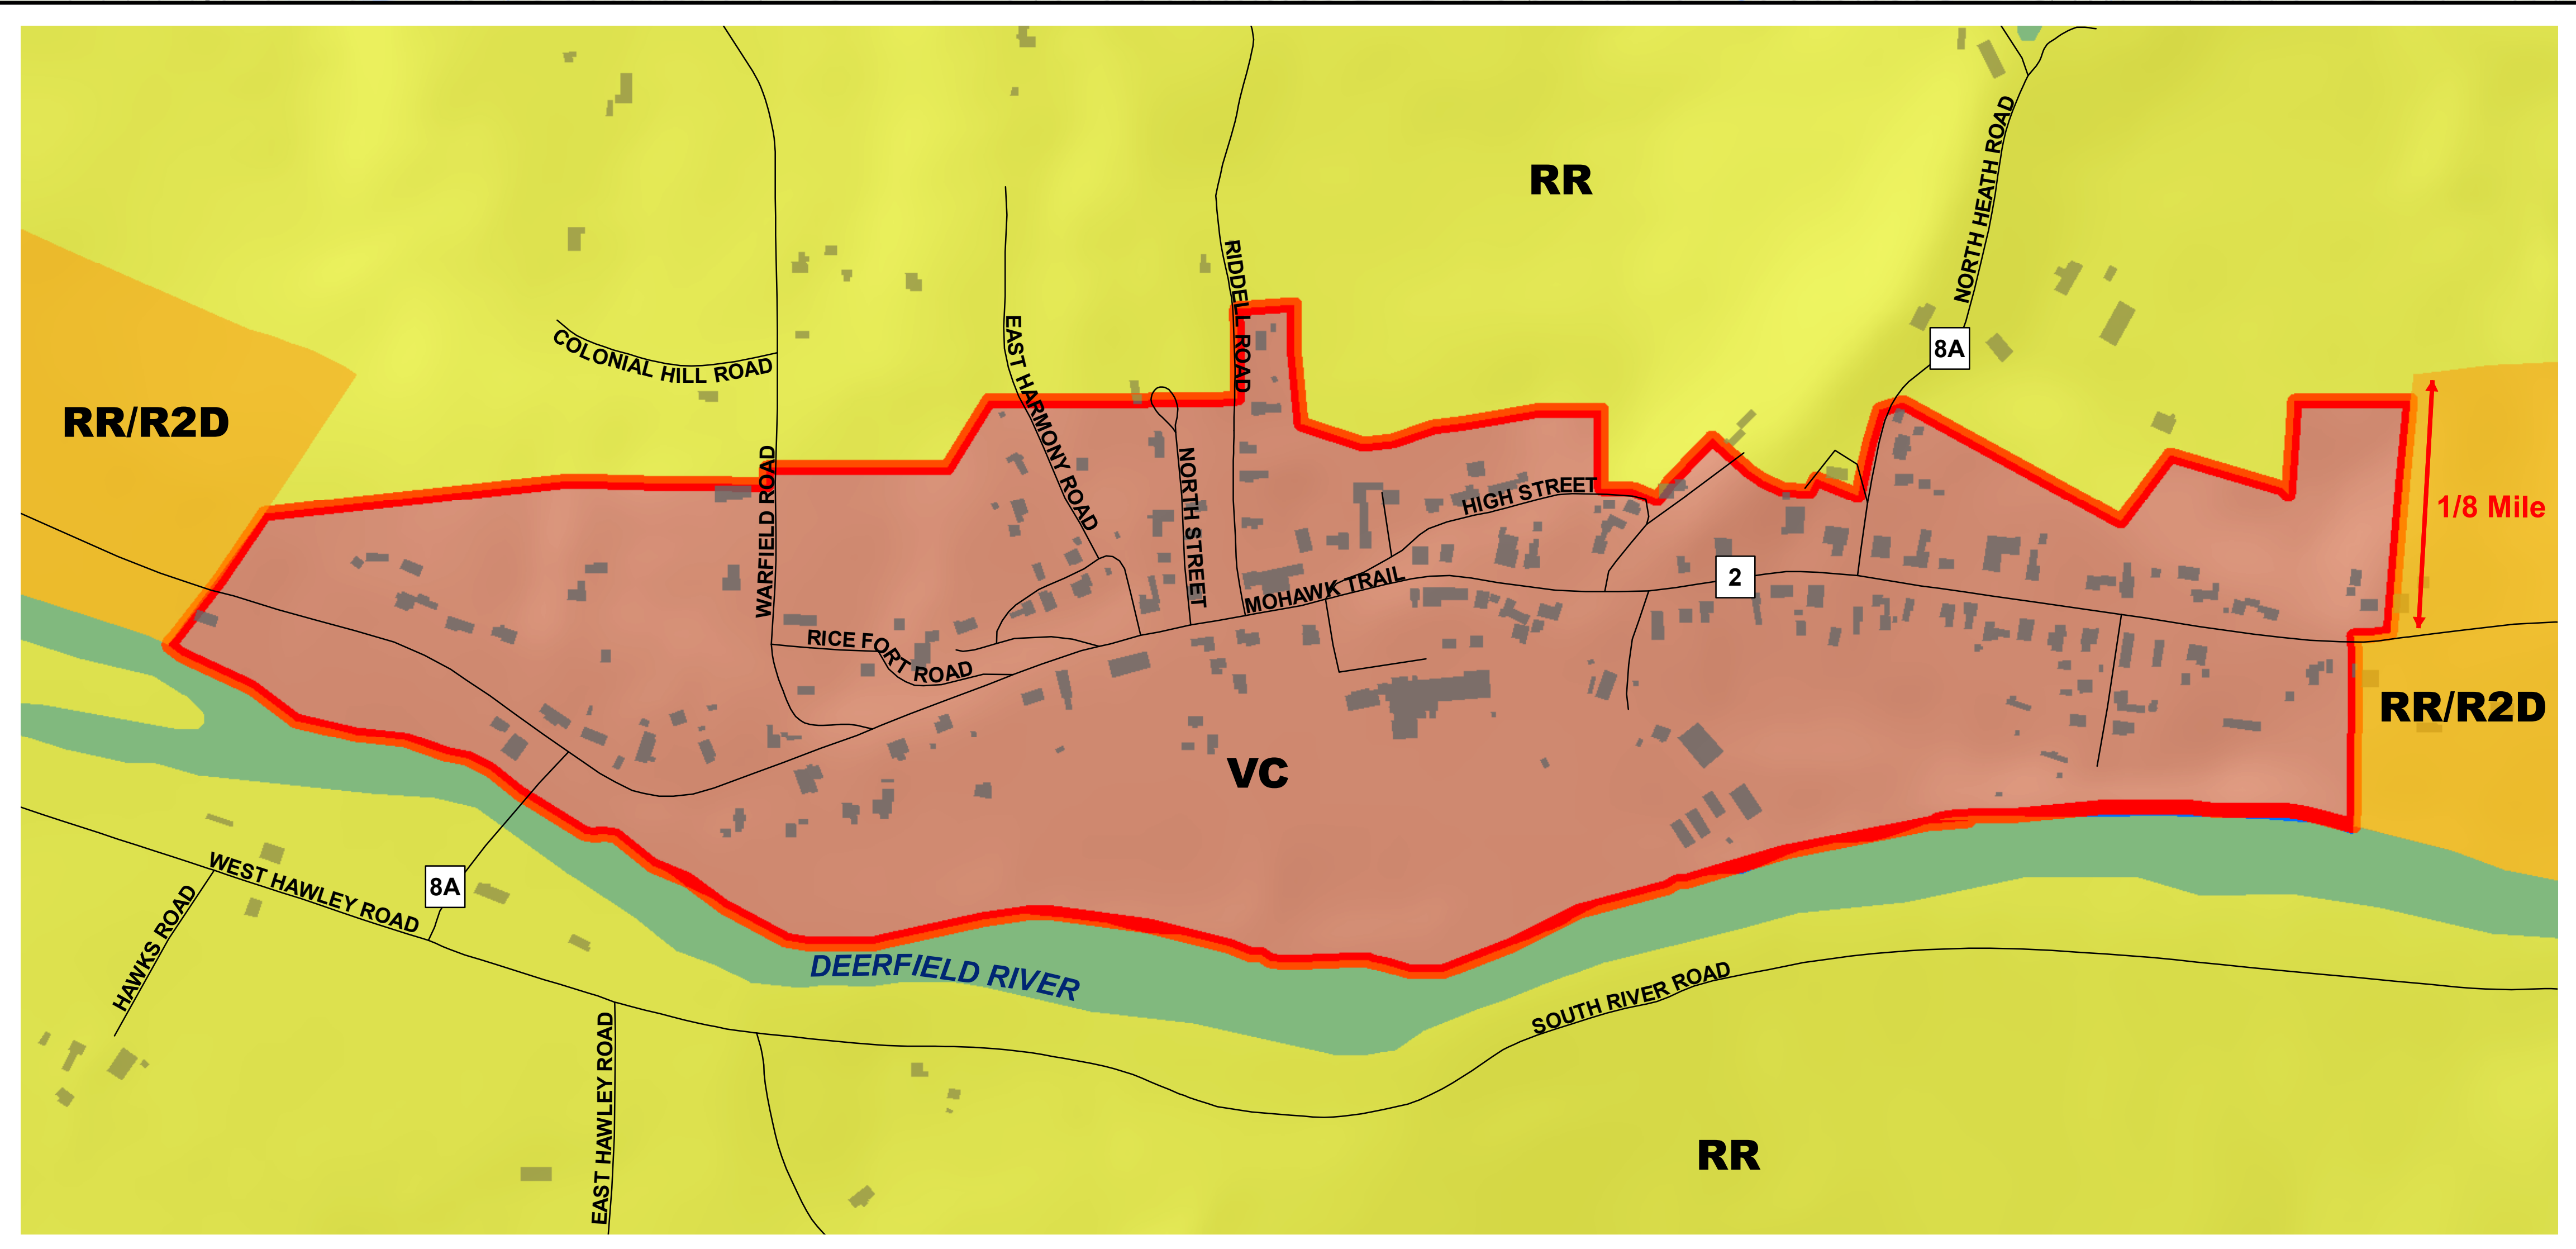 RR
NORTH HEATH ROAD
RIDDELL ROAD
8A
COLONIAL HILL ROAD
EAST HARMONY ROAD
RR/R2D
WARFIELD ROAD
NORTH STREET
HIGH STREET
1/8 Mile
MOHAWK TRAIL
2
RICE FORT ROAD
RR/R2D
VC
WEST HAWLEY ROAD
8A
HAWKS ROAD
DEERFIELD RIVER
SOUTH RIVER ROAD
EAST HAWLEY ROAD
RR